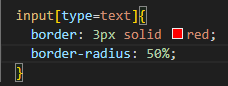 input[type=text]{
  border: 3px solid red;
  border-radius: 50%;
}